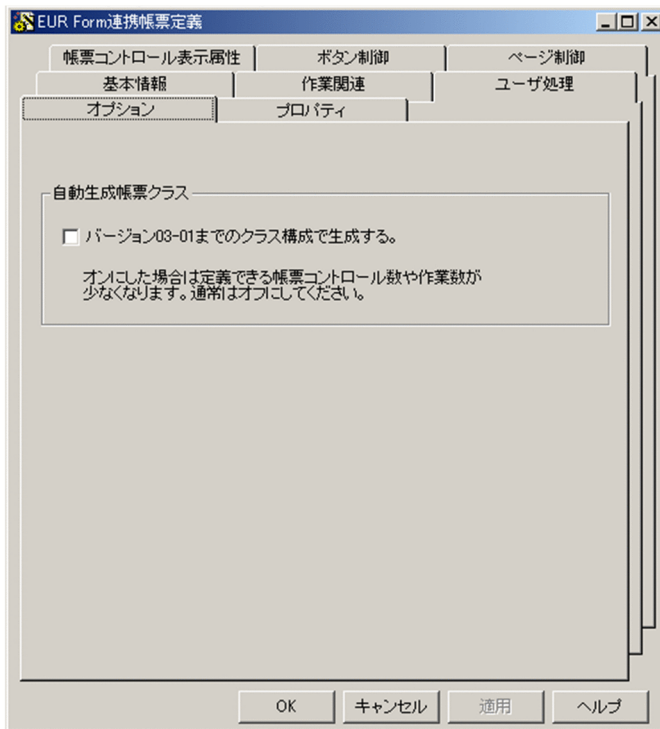 EUR Form連携帳票定義
帳票コントロール表示属性 ボタン制御 ページ制御
基本情報 作業関連 ユーザ処理
オプション プロパティ
自動生成帳票クラス
バージョン03-01までのクラス構成で生成する。
オンにした場合は定義できる帳票コントロール数や作業数が
少なくなります。通常はオフにしてください。
OK キャンセル 適用 ヘルプ